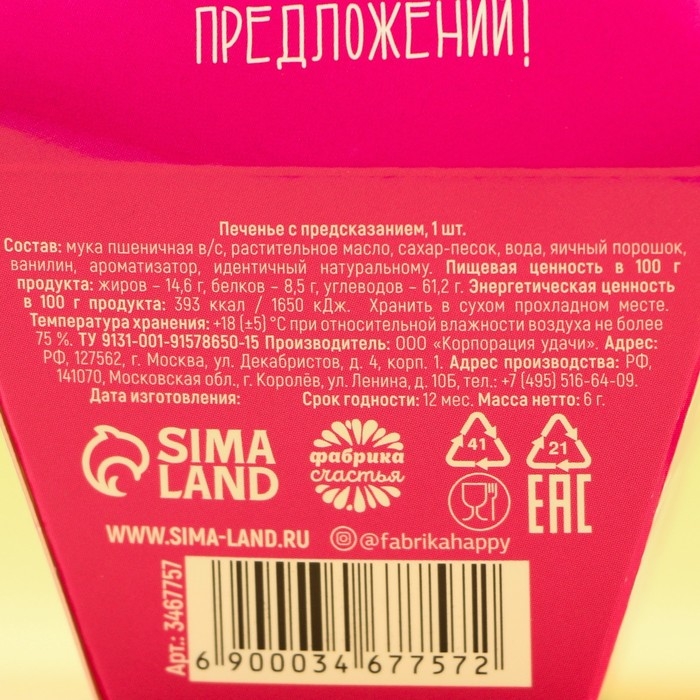 ПРЕДЛОЖЕНИЙ!
Печенье с предсказанием, 1 шт.
Состав: мука пшеничная в/с, растительное масло, сахар-песок, вода, яичный порошок,
ванилин, ароматизатор, идентичный натуральному. Пищевая ценность в 100 г
продукта: жиров – 14,6 г, белков – 8,5 г, углеводов – 61,2 г. Энергетическая ценность
в 100 г продукта: 393 ккал / 1650 кДж. Хранить в сухом прохладном месте.
Температура хранения: +18 (±5) °С при относительной влажности воздуха не более
75 %. ТУ 9131-001-91578650-15 Производитель: ООО «Корпорация удачи». Адрес:
РФ, 127562, г. Москва, ул. Декабристов, д. 4, корп. 1. Адрес производства: РФ,
141070, Московская обл., г. Королёв, ул. Ленина, д. 10Б, тел.: +7 (495) 516-64-09.
Дата изготовления: Срок годности: 12 мес. Масса нетто: 6 г.
SIMA
LAND
фабрика
счастья
41
21
EAC
WWW.SIMA-LAND.RU
@fabrikahappy
Арт.: 3467757
6 900034 677572